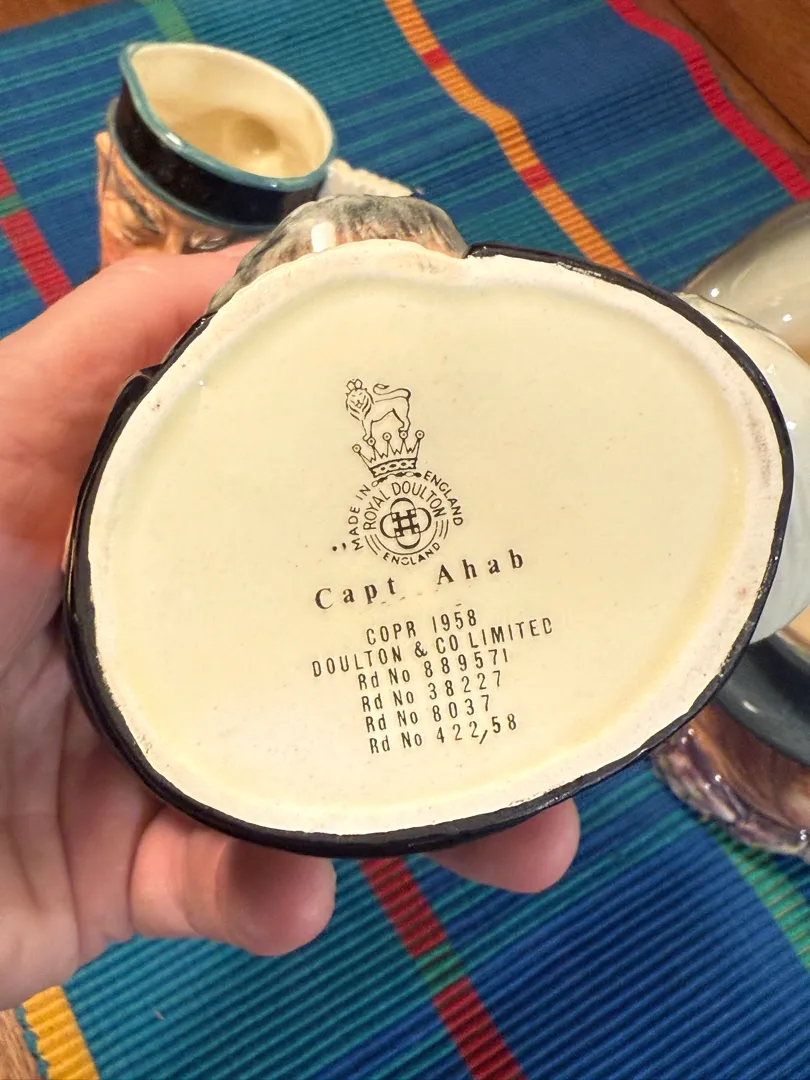 MADE IN ENGLAND
ROYAL DOULTON
ENGLAND
Capt Ahab
COPR 1958
DOULTON & CO LIMITED
Rd No 889571
Rd No 38227
Rd No 8037
Rd No 422/58